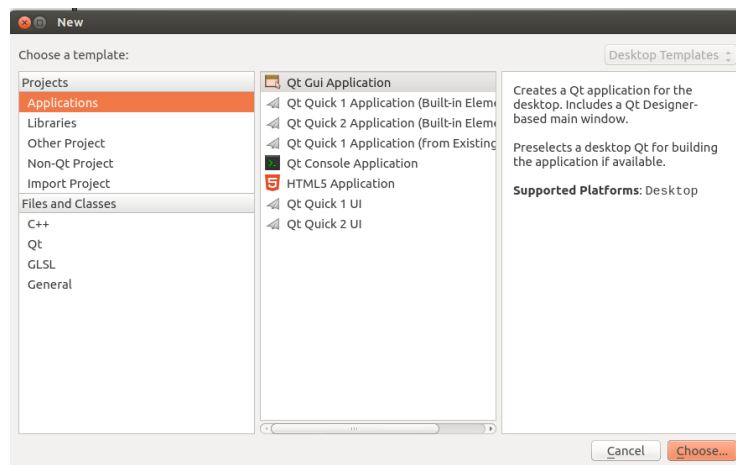 New
Choose a template:
Desktop Templates
Projects
Applications
Libraries
Other Project
Non-Qt Project
Import Project
Files and Classes
C++
Qt
GLSL
General
Qt Gui Application
Qt Quick 1 Application (Built-in Eleme
Qt Quick 2 Application (Built-in Eleme
Qt Quick 1 Application (from Existing
Qt Console Application
HTML5 Application
Qt Quick 1 UI
Qt Quick 2 UI
Creates a Qt application for the
desktop. Includes a Qt Designer-
based main window.
Preselects a desktop Qt for building
the application if available.
Supported Platforms: Desktop
Cancel
Choose...